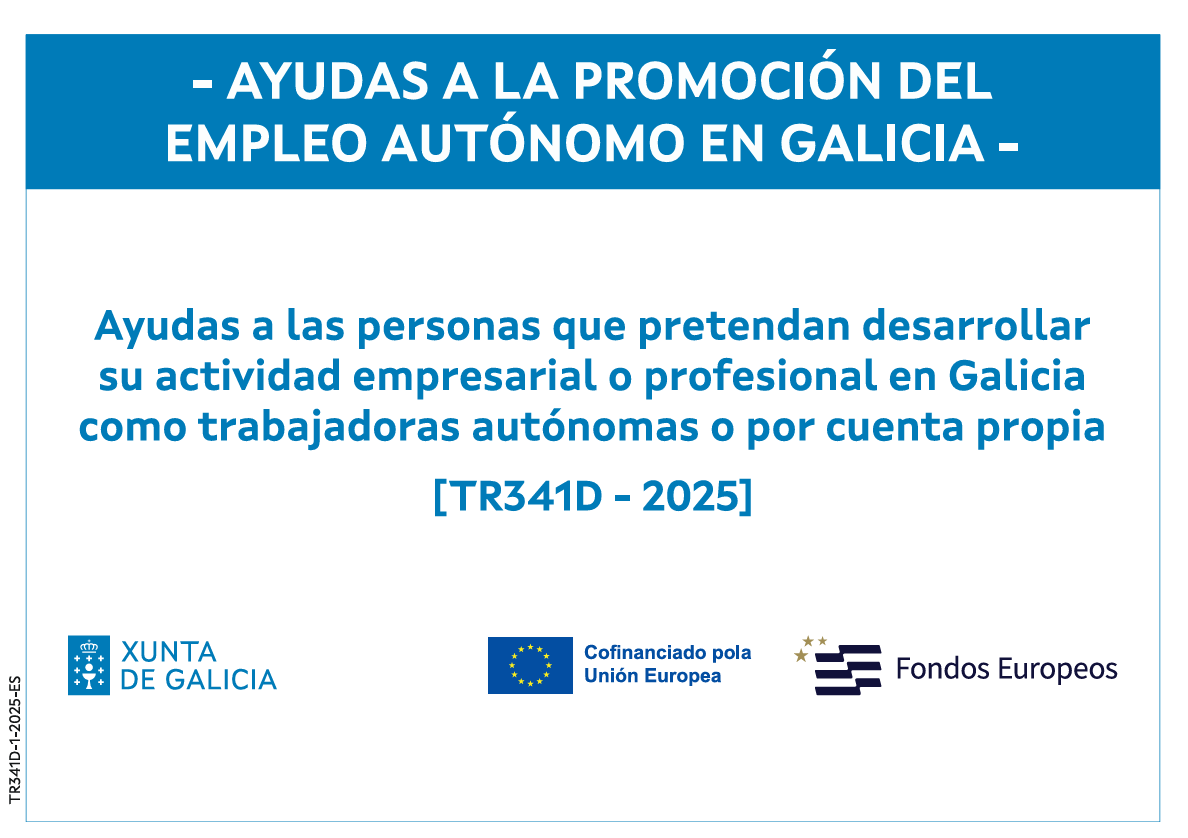 - AYUDAS A LA PROMOCIÓN DEL
EMPLEO AUTÓNOMO EN GALICIA -
Ayudas a las personas que pretendan desarrollar
su actividad empresarial o profesional en Galicia
como trabajadoras autónomas o por cuenta propia
[TR341D - 2025]
XUNTA
DE GALICIA
Cofinanciado pola
Unión Europea
Fondos Europeos
TR341D-1-2025-ES